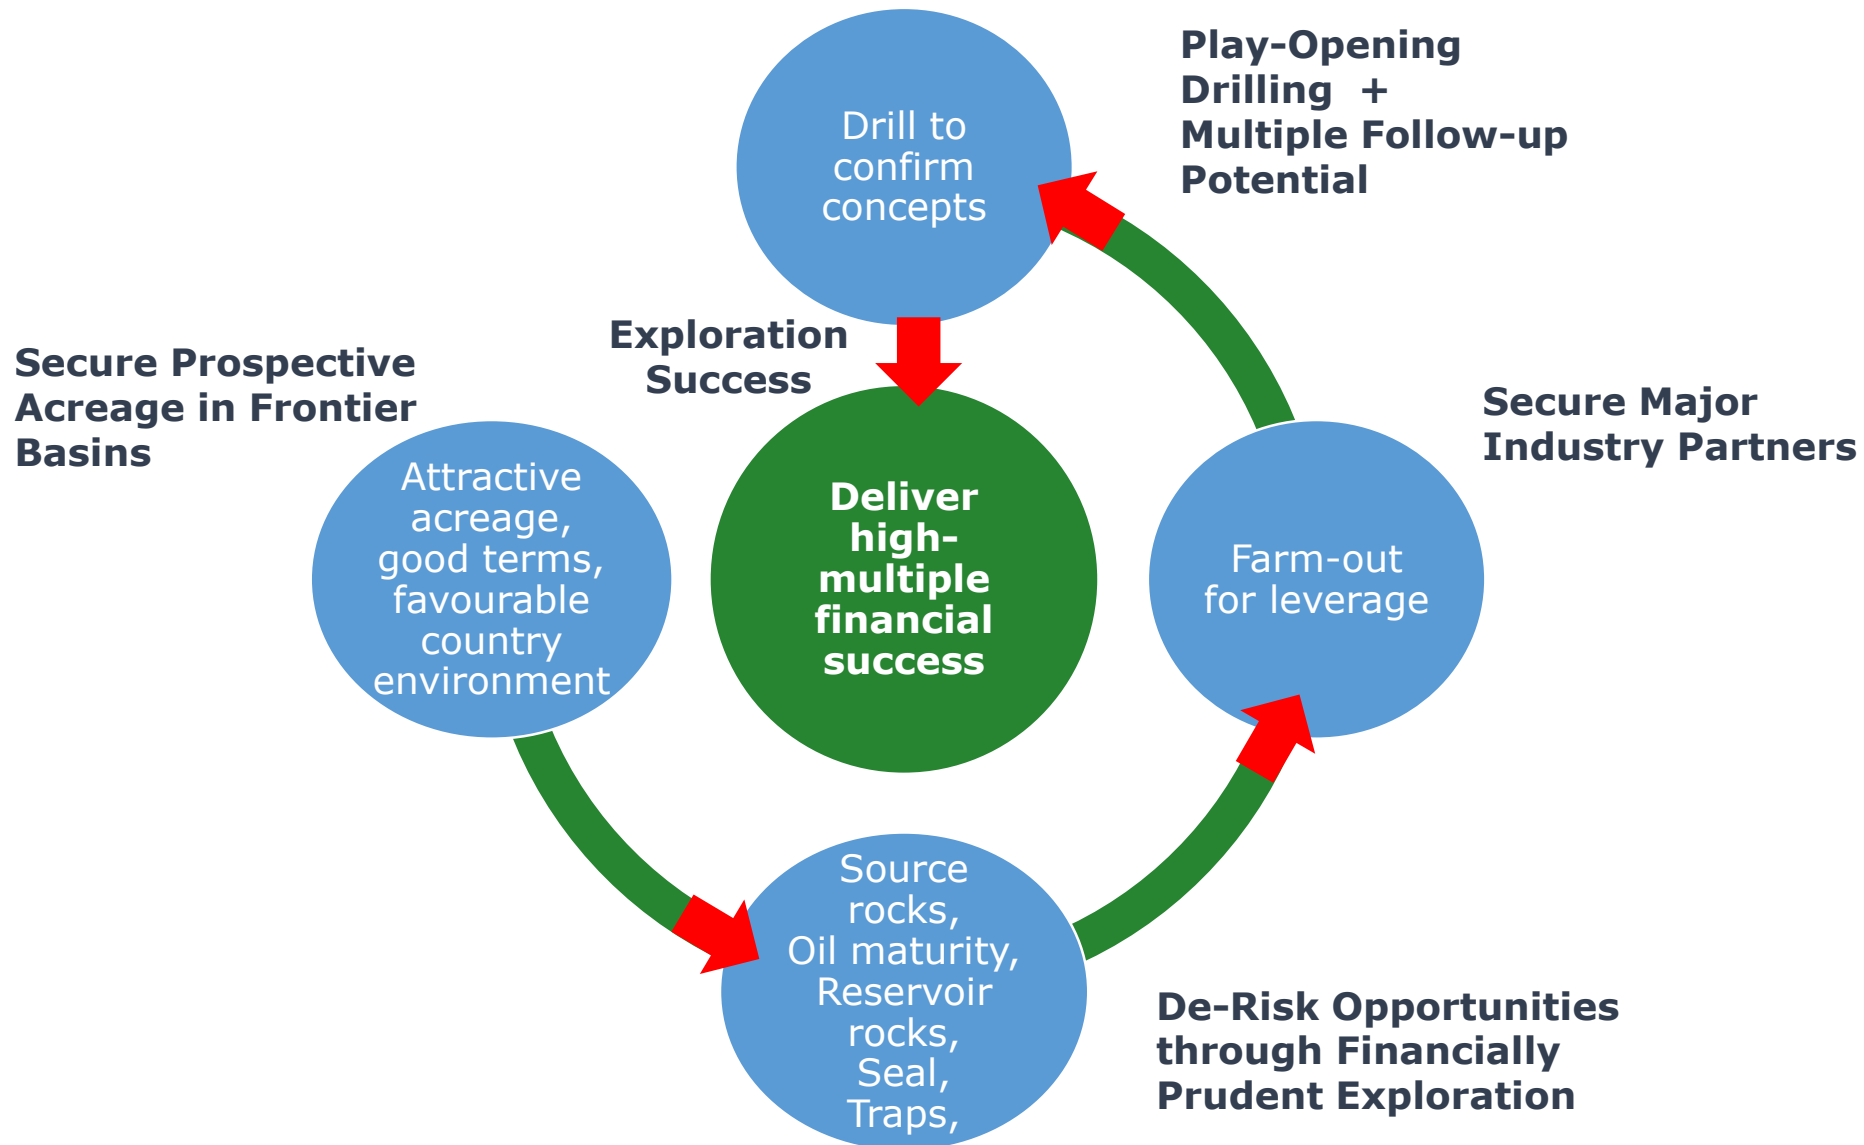 Drill to
confirm
concepts
Play-Opening
Drilling  +
Multiple Follow-up
Potential
Exploration
Success
Secure Prospective
Acreage in Frontier
Basins
Attractive
acreage,
good terms,
favourable
country
environment
Deliver
high-
multiple
financial
success
Secure Major
Industry Partners
Farm-out
for leverage
Source
rocks,
Oil maturity,
Reservoir
rocks,
Seal,
Traps,
De-Risk Opportunities
through Financially
Prudent Exploration